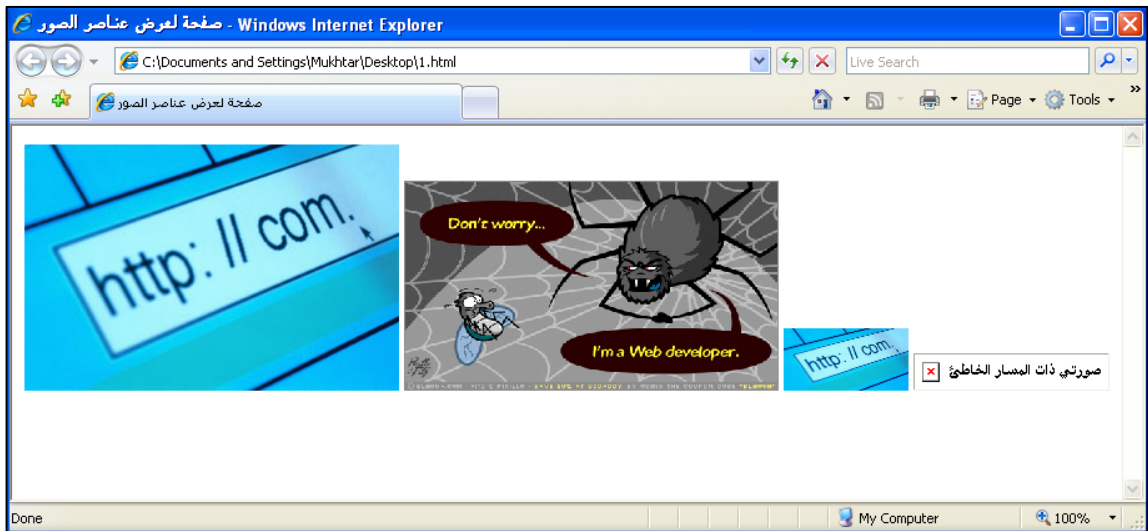 صفحة لعرض عناصر الصور - Windows Internet Explorer
C:\Documents and Settings\Mukhtar\Desktop\1.html
Live Search
صفحة لعرض عناصر الصور
Page
Tools
http: // com.
Don't worry...
I'm a Web developer.
http: // com.
صورتي ذات المسار الخاطئ
Done
My Computer
100%